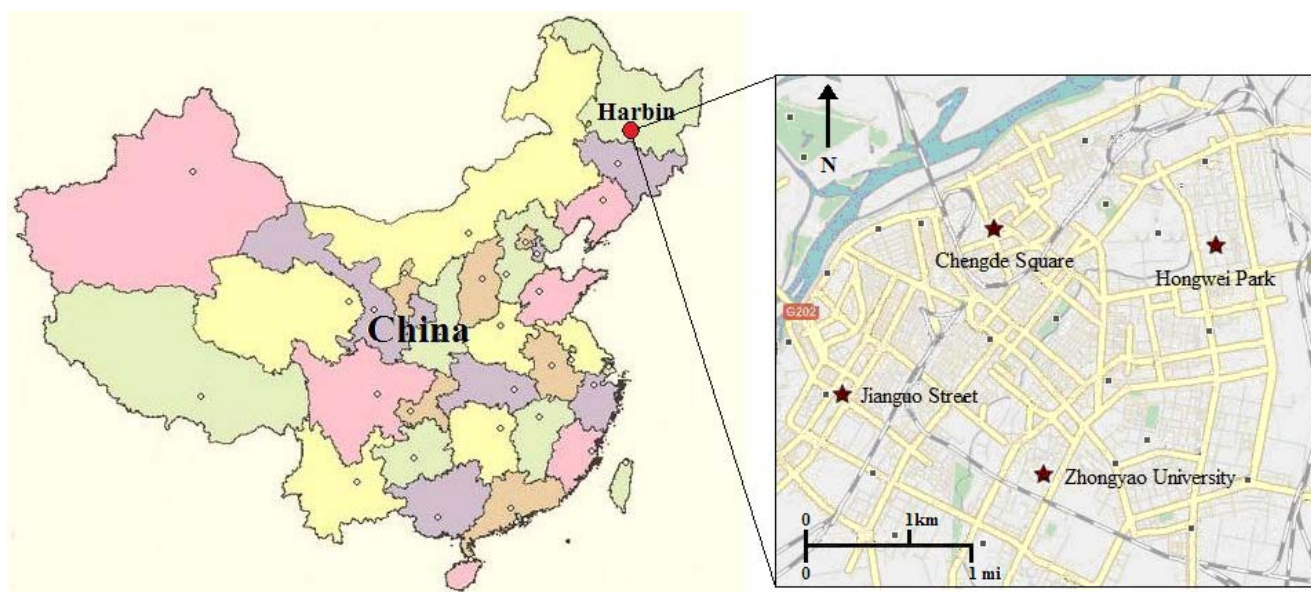 Harbin
China
N
Chengde Square
Hongwei Park
G202
Jianguo Street
Zhongyao University
0 1km
0 1 mi